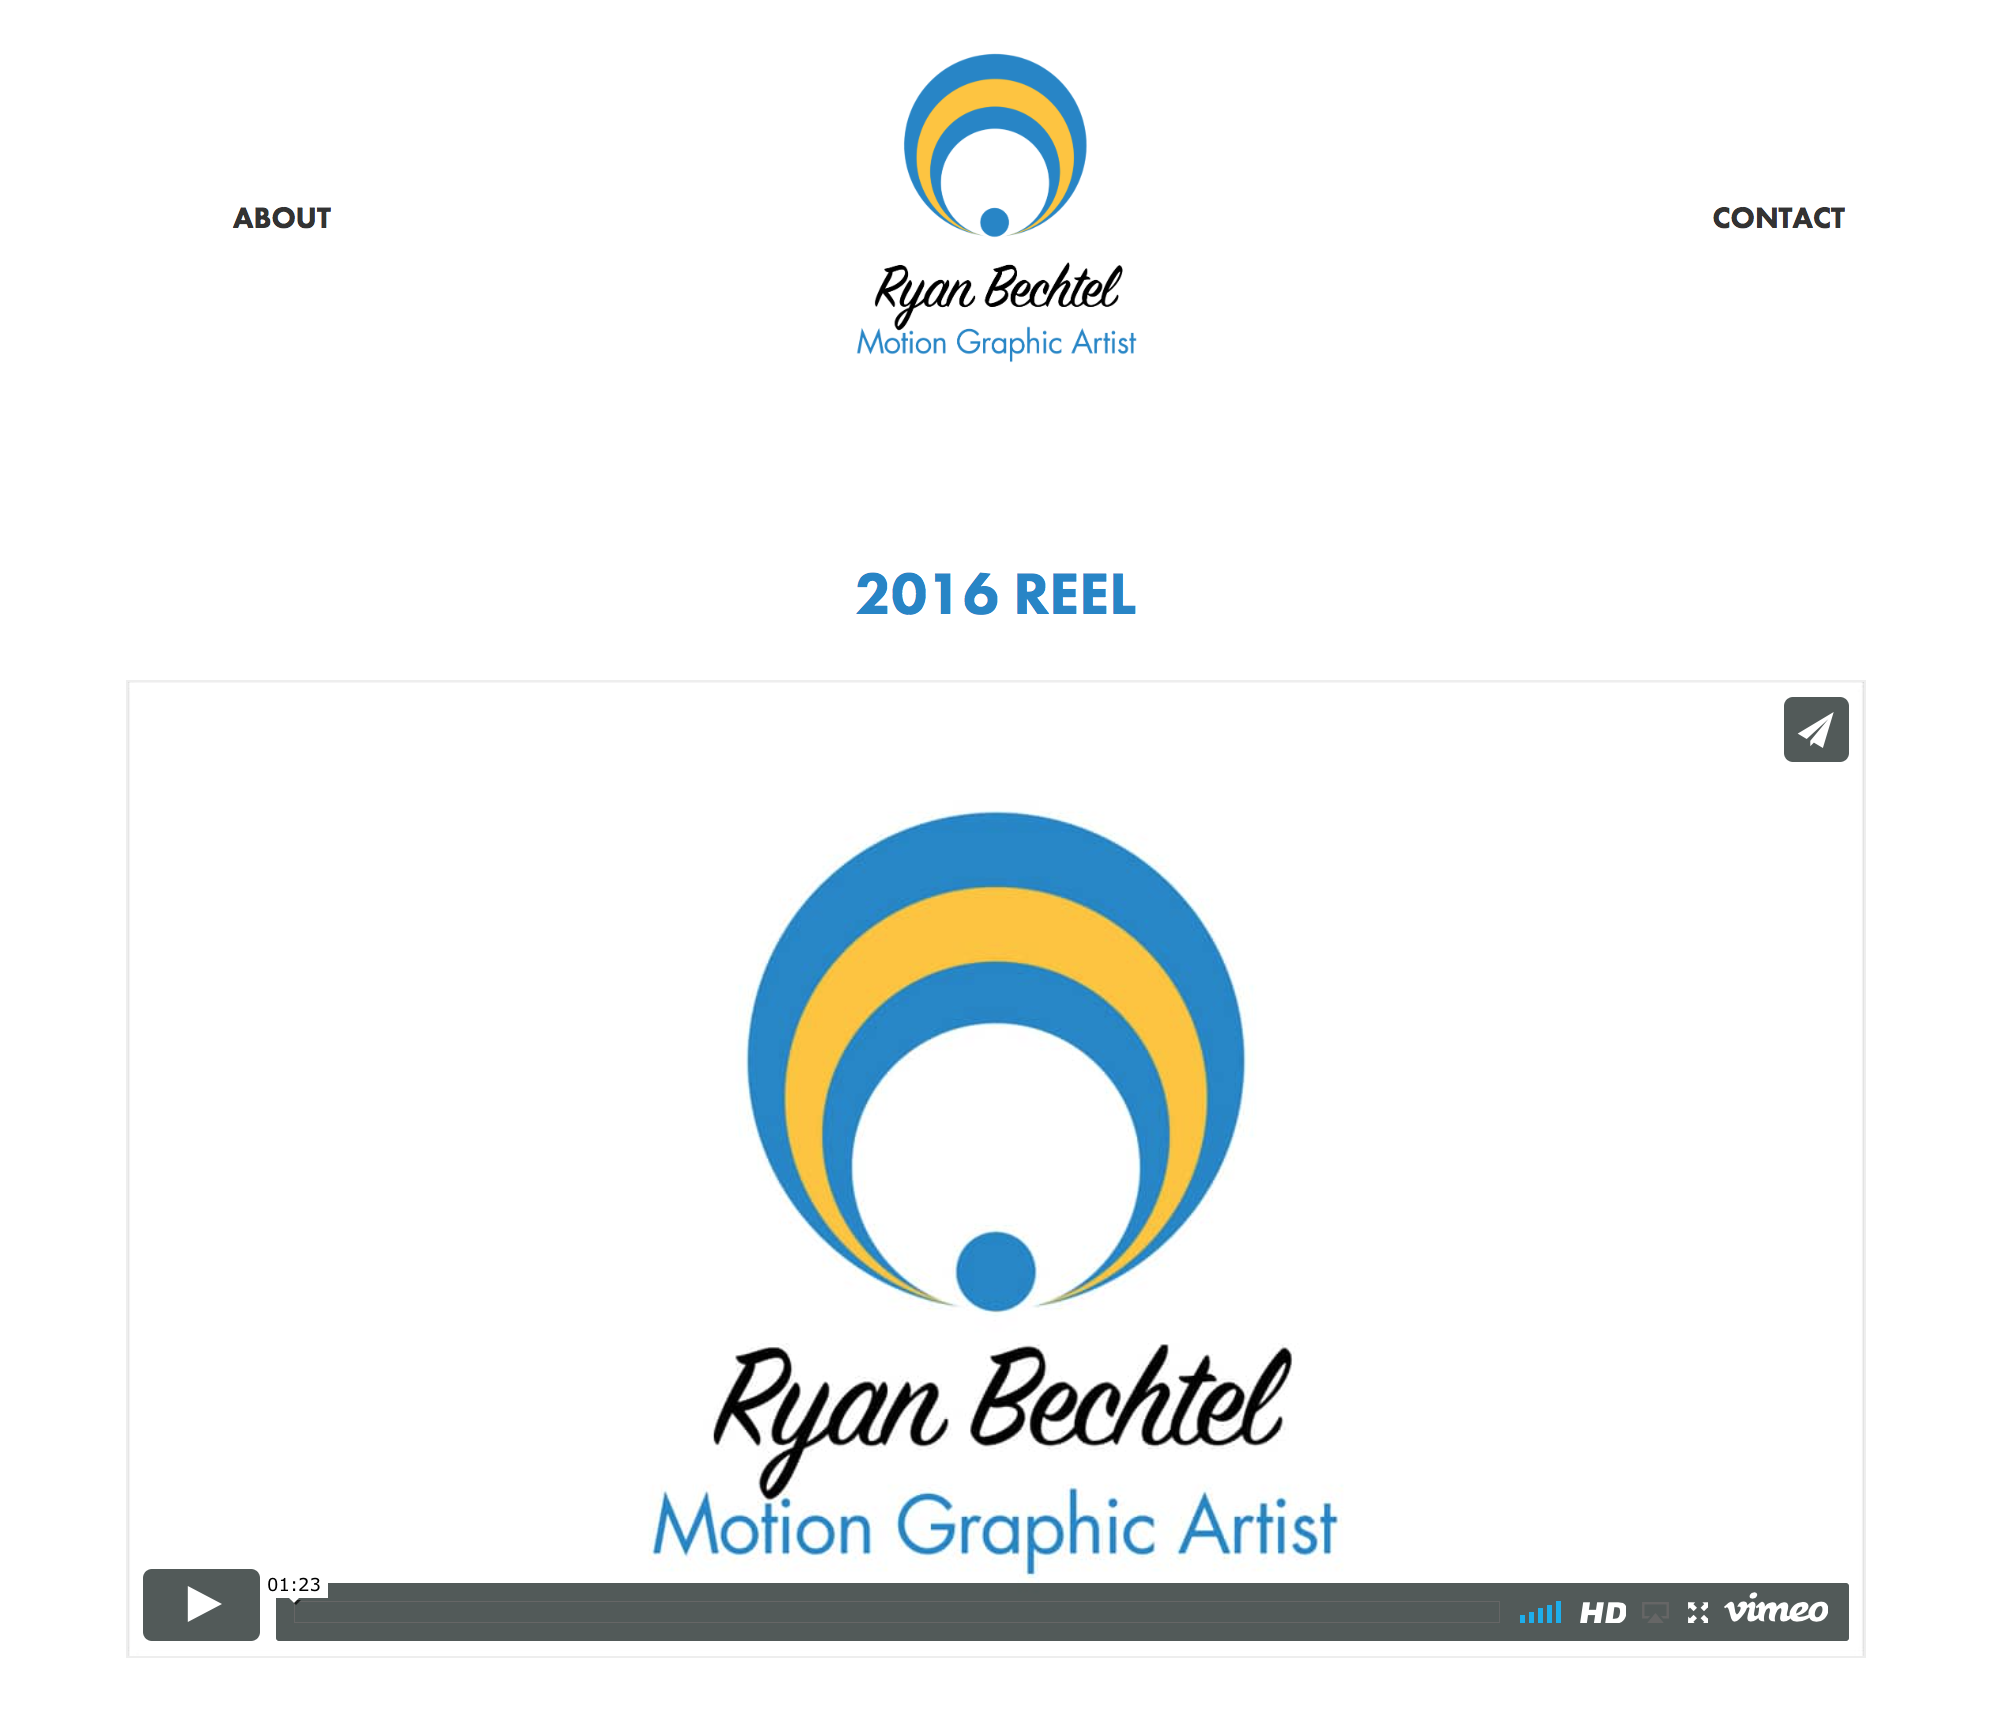 ABOUT
Ryan Bechtel
Motion Graphic Artist
CONTACT
2016 REEL
Ryan Bechtel
Motion Graphic Artist
01:23
HD
vimeo